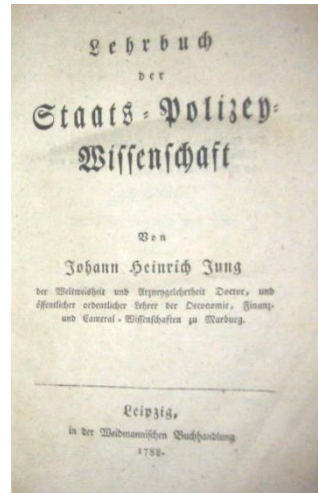 Lehrbuch
der
Staats-Polizey-
Wissenschaft
Von
Johann Heinrich Jung
der Weltweisheit und Arzneygelehrtheit Doctor, und
öffentlicher ordentlicher Lehrer der Oeconomie, Finanz-
und Cameral-Wissenschaften zu Marburg.
Leipzig,
in der Weidmannischen Buchhandlung
1788.